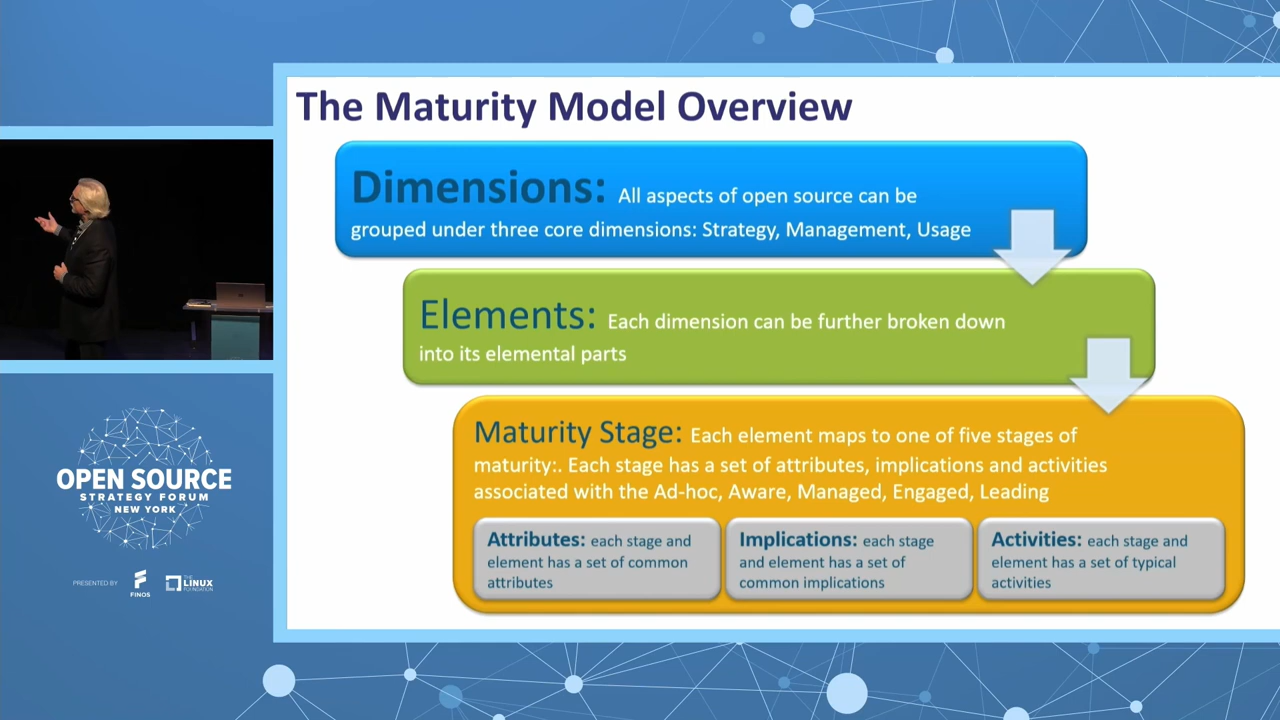 The Maturity Model Overview
Dimensions: All aspects of open source can be
grouped under three core dimensions: Strategy, Management, Usage
Elements: Each dimension can be further broken down
into its elemental parts
Maturity Stage: Each element maps to one of five stages of
maturity:. Each stage has a set of attributes, implications and activities
associated with the Ad-hoc, Aware, Managed, Engaged, Leading
Attributes: each stage and
element has a set of common
attributes
Implications: each stage
and element has a set of
common implications
Activities: each stage and
element has a set of typical
activities
OPEN SOURCE
STRATEGY FORUM
NEW YORK
PRESENTED BY
FINOS
THE
LINUX
FOUNDATION